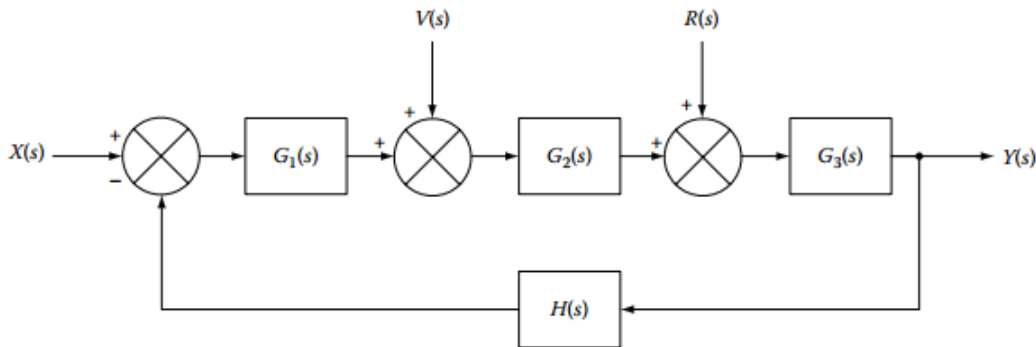 V(s)
R(s)
+
+
+
+
+
X(s)
−
G₁(s)
G₂(s)
G₃(s)
Y(s)
H(s)